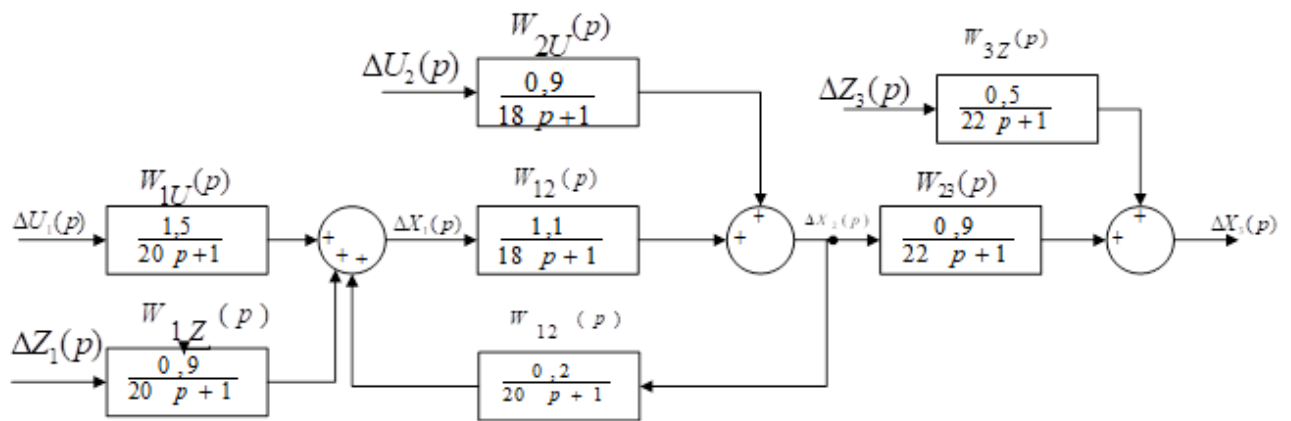 W2U(p)
ΔU2(p)
0,9
18 p+1
W3Z(p)
ΔZ3(p)
0,5
22 p+1
W1U(p)
ΔU1(p)
1,5
20 p+1
+
+
+
ΔX1(p)
W12(p)
1,1
18 p+1
+
+
ΔX2(p)
W23(p)
0,9
22 p+1
+
+
ΔX3(p)
W1Z(p)
ΔZ1(p)
0,9
20 p+1
W12(p)
0,2
20 p+1